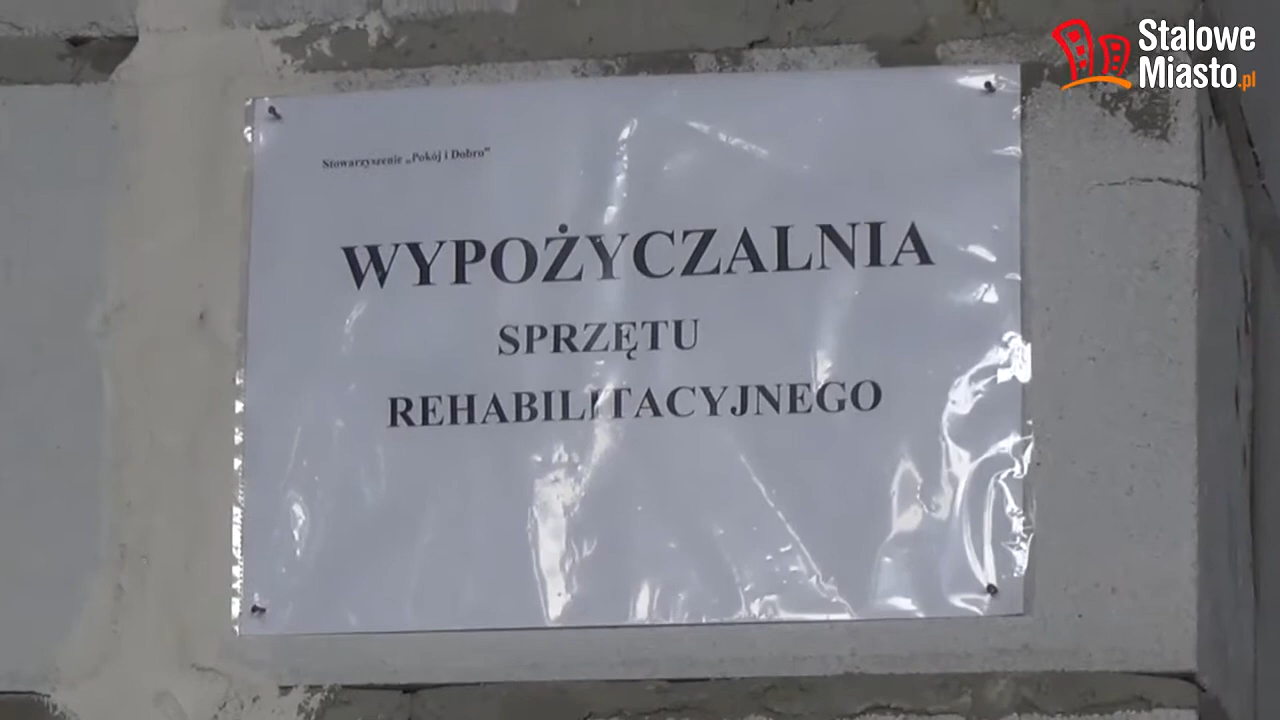 Stalowe
Miasto.pl
Stowarzyszenie „Pokój i Dobro”
WYPOŻYCZALNIA
SPRZĘTU
REHABILITACYJNEGO